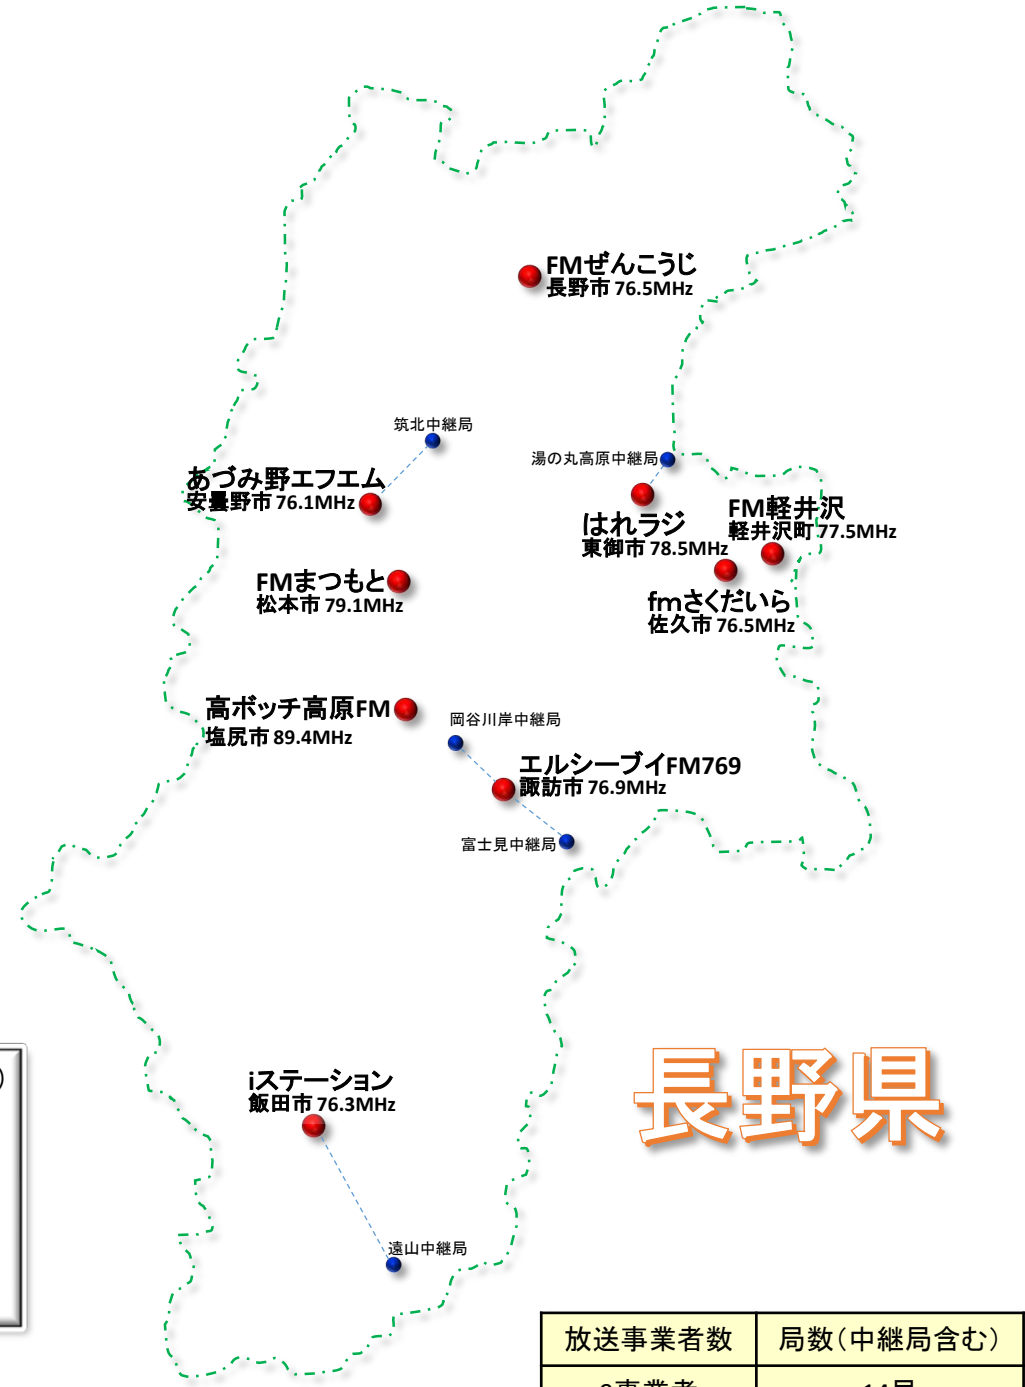 FMぜんこうじ
長野市 76.5MHz
筑北中継局
湯の丸高原中継局
あづみ野エフエム
安曇野市 76.1MHz
はれラジ
東御市 78.5MHz
FM軽井沢
軽井沢町 77.5MHz
FMまつもと
松本市 79.1MHz
fmさくだいら
佐久市 76.5MHz
高ボッチ高原FM
塩尻市 89.4MHz
岡谷川岸中継局
エルシーブイFM769
諏訪市 76.9MHz
富士見中継局
iステーション
飯田市 76.3MHz
長野県
遠山中継局
放送事業者数 局数(中継局含む)
事業者 14局